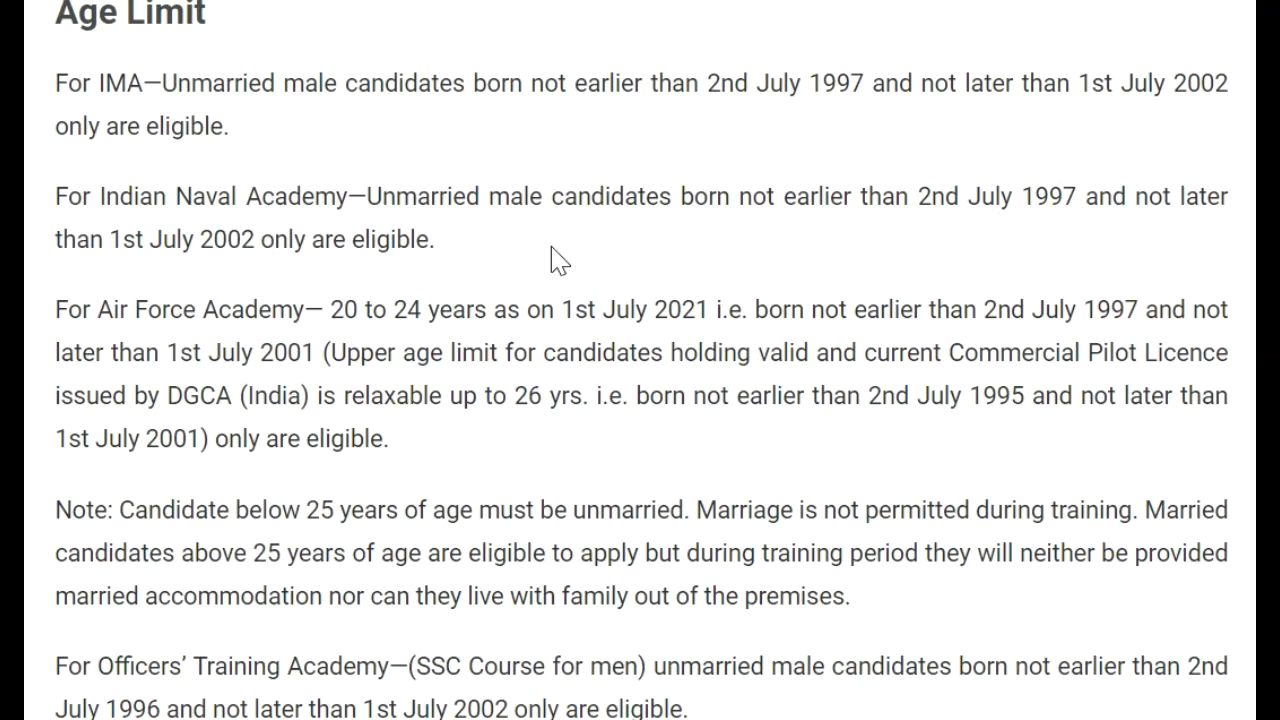 Age Limit
For IMA—Unmarried male candidates born not earlier than 2nd July 1997 and not later than 1st July 2002
only are eligible.
For Indian Naval Academy—Unmarried male candidates born not earlier than 2nd July 1997 and not later
than 1st July 2002 only are eligible.
For Air Force Academy— 20 to 24 years as on 1st July 2021 i.e. born not earlier than 2nd July 1997 and not
later than 1st July 2001 (Upper age limit for candidates holding valid and current Commercial Pilot Licence
issued by DGCA (India) is relaxable up to 26 yrs. i.e. born not earlier than 2nd July 1995 and not later than
1st July 2001) only are eligible.
Note: Candidate below 25 years of age must be unmarried. Marriage is not permitted during training. Married
candidates above 25 years of age are eligible to apply but during training period they will neither be provided
married accommodation nor can they live with family out of the premises.
For Officers’ Training Academy—(SSC Course for men) unmarried male candidates born not earlier than 2nd
July 1996 and not later than 1st July 2002 only are eligible.